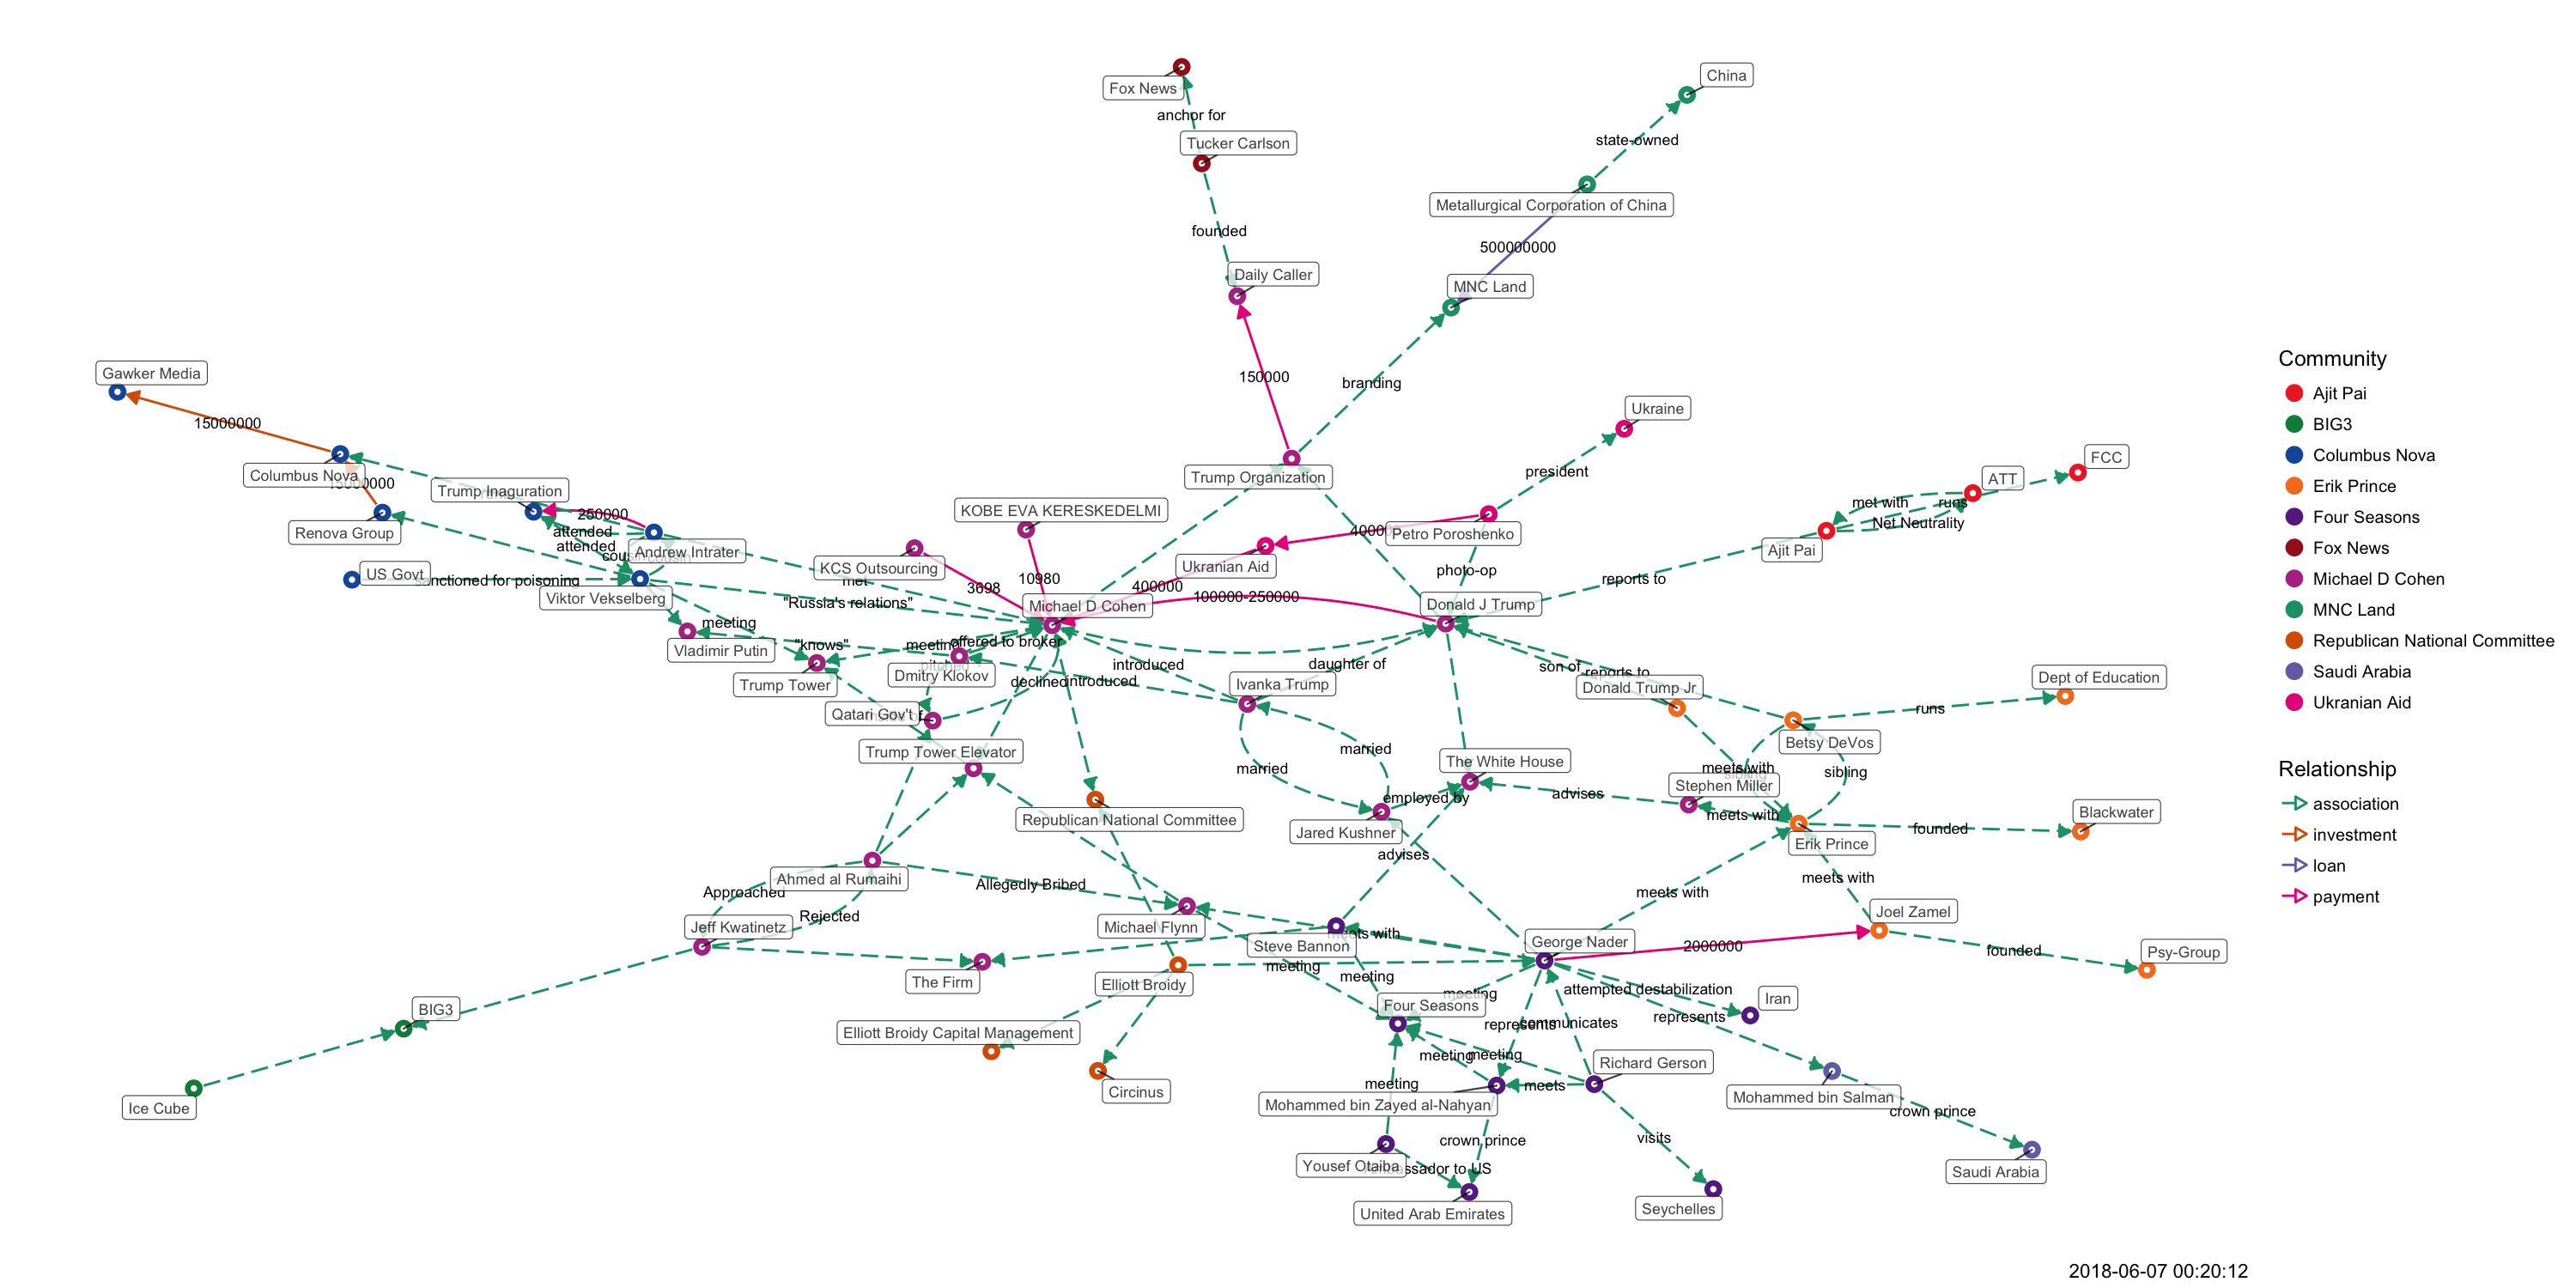 Fox News
China
anchor for
Tucker Carlson
state-owned
Metallurgical Corporation of China
founded
500000000
Daily Caller
MNC Land
Gawker Media
150000
branding
Ukraine
15000000
Columbus Nova
15000000
Trump Inauguration
Trump Organization
president
FCC
ATT
KOBE EVA KERESKEDELMI
250000
met with
runs
Renova Group
attended
attended
Andrew Intrater
Petro Poroshenko
Net Neutrality
Ajit Pai
US Govt
KCS Outsourcing
Ukranian Aid
photo-op
reports to
met
3698
10980
400000
Viktor Vekselberg
"Russia's relations"
Michael D Cohen
100000-250000
Donald J Trump
meeting
Vladimir Putin
"knows"
meeting
offered to broker
pitched
Dmitry Klokov
introduced
daughter of
son of
reports to
Trump Tower
declined
introduced
Ivanka Trump
Donald Trump Jr
Dept of Education
runs
Qatari Gov't
Betsy DeVos
Trump Tower Elevator
married
married
The White House
meets with
sibling
sibling
Stephen Miller
Republican National Committee
employed by
advises
meets with
Jared Kushner
Erik Prince
founded
Blackwater
advises
Ahmed al Rumaihi
Allegedly Bribed
Approached
Rejected
meets with
meets with
Joel Zamel
Jeff Kwatinetz
Michael Flynn
Steve Bannon
meets with
George Nader
2000000
founded
Psy-Group
The Firm
Elliott Broidy
meeting
meeting
meeting
attempted destabilization
Iran
BIG3
Four Seasons
represents
communicates
represents
Elliott Broidy Capital Management
meeting
meeting
Richard Gerson
Circinus
meeting
meets
Mohammed bin Zayed al-Nahyan
Mohammed bin Salman
Ice Cube
crown prince
crown prince
visits
Yousef Otaiba
ssador to US
Saudi Arabia
United Arab Emirates
Seychelles
Community
Ajit Pai
BIG3
Columbus Nova
Erik Prince
Four Seasons
Fox News
Michael D Cohen
MNC Land
Republican National Committee
Saudi Arabia
Ukranian Aid
Relationship
association
investment
loan
payment
2018-06-07 00:20:12